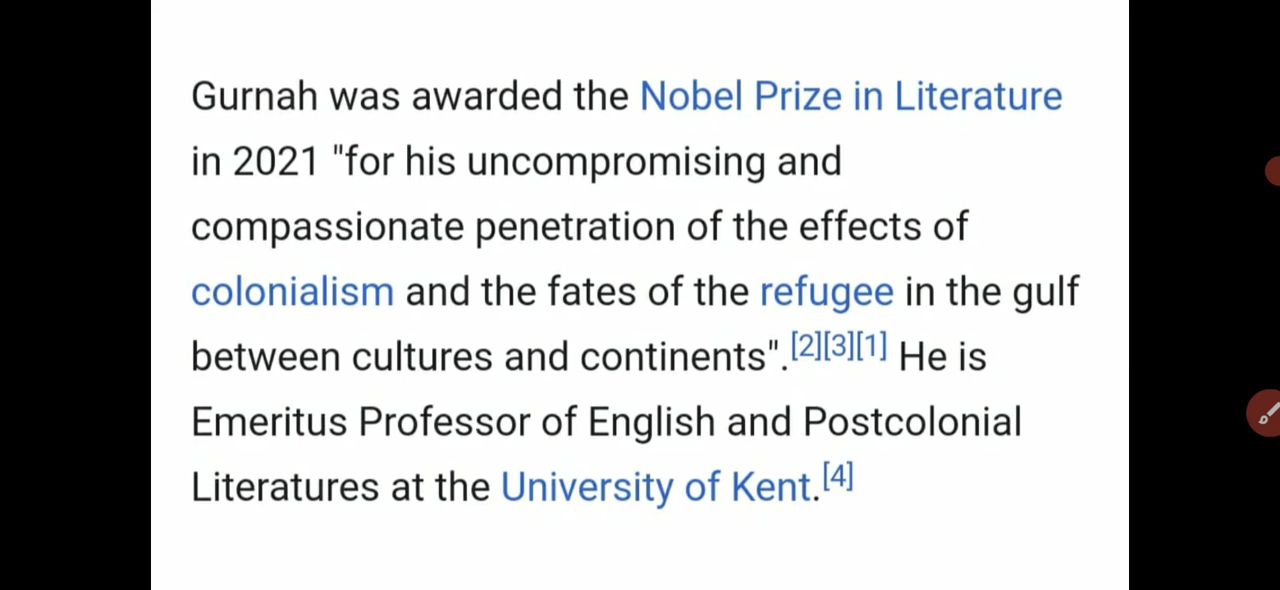 Gurnah was awarded the Nobel Prize in Literature
in 2021 "for his uncompromising and
compassionate penetration of the effects of
colonialism and the fates of the refugee in the gulf
between cultures and continents".[2][3][1] He is
Emeritus Professor of English and Postcolonial
Literatures at the University of Kent.[4]